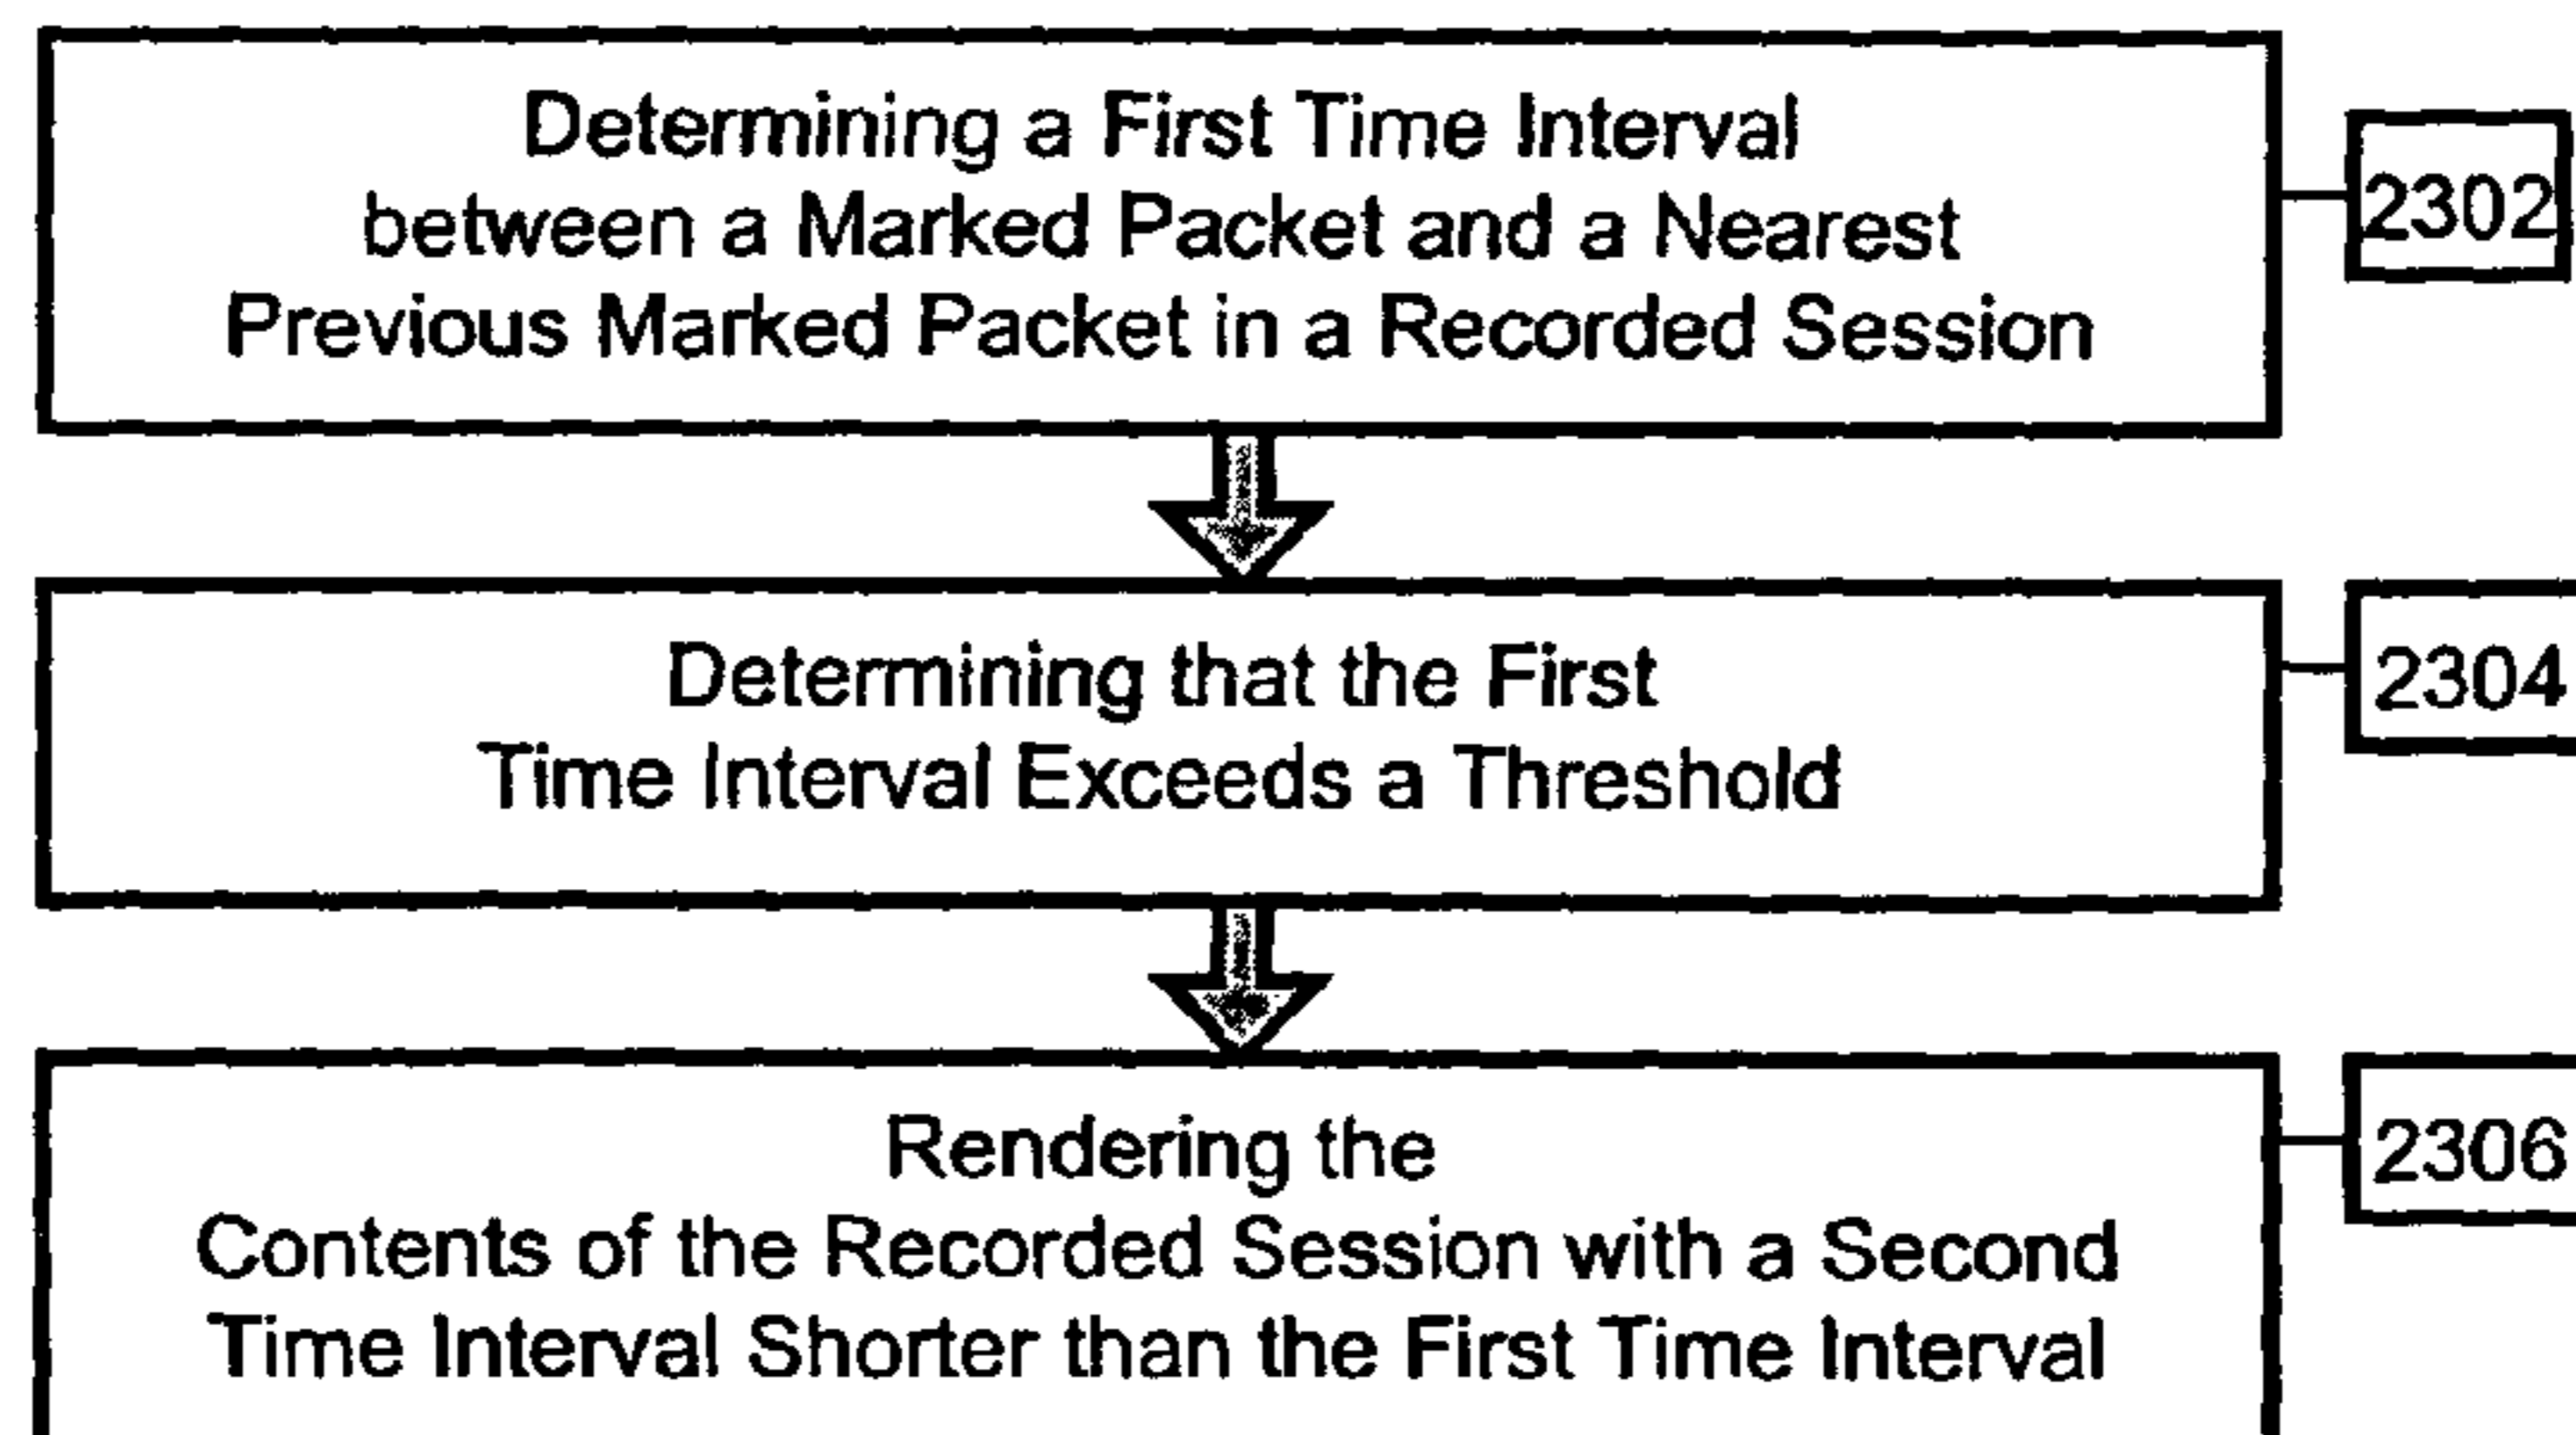 Determining a First Time Interval
between a Marked Packet and a Nearest
Previous Marked Packet in a Recorded Session
2302
Determining that the First
Time Interval Exceeds a Threshold
2304
Rendering the
Contents of the Recorded Session with a Second
Time Interval Shorter than the First Time Interval
2306